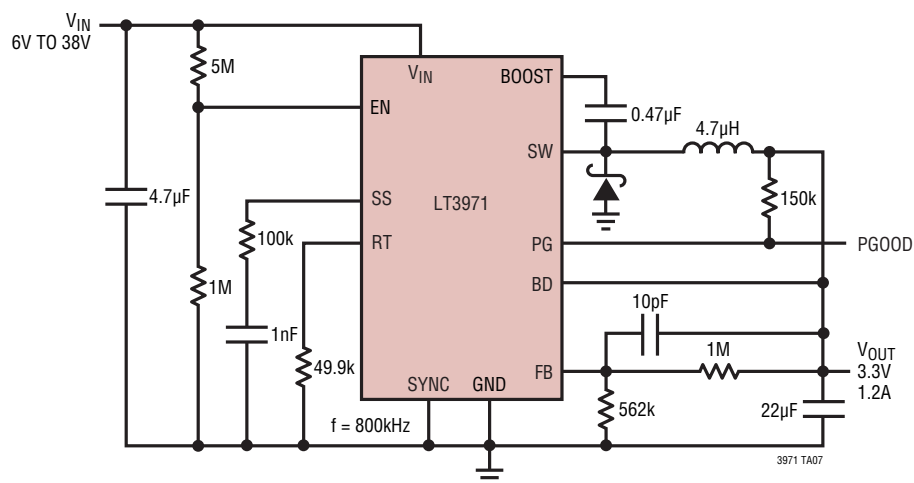 VIN
6V TO 38V
5M
VIN
BOOST
EN
0.47µF
4.7µH
SW
4.7µF
SS
LT3971
150k
100k
RT
PG
PGOOD
BD
1M
10pF
1nF
1M
VOUT
3.3V
1.2A
49.9k
FB
SYNC
GND
562k
22µF
f = 800kHz
3971 TA07